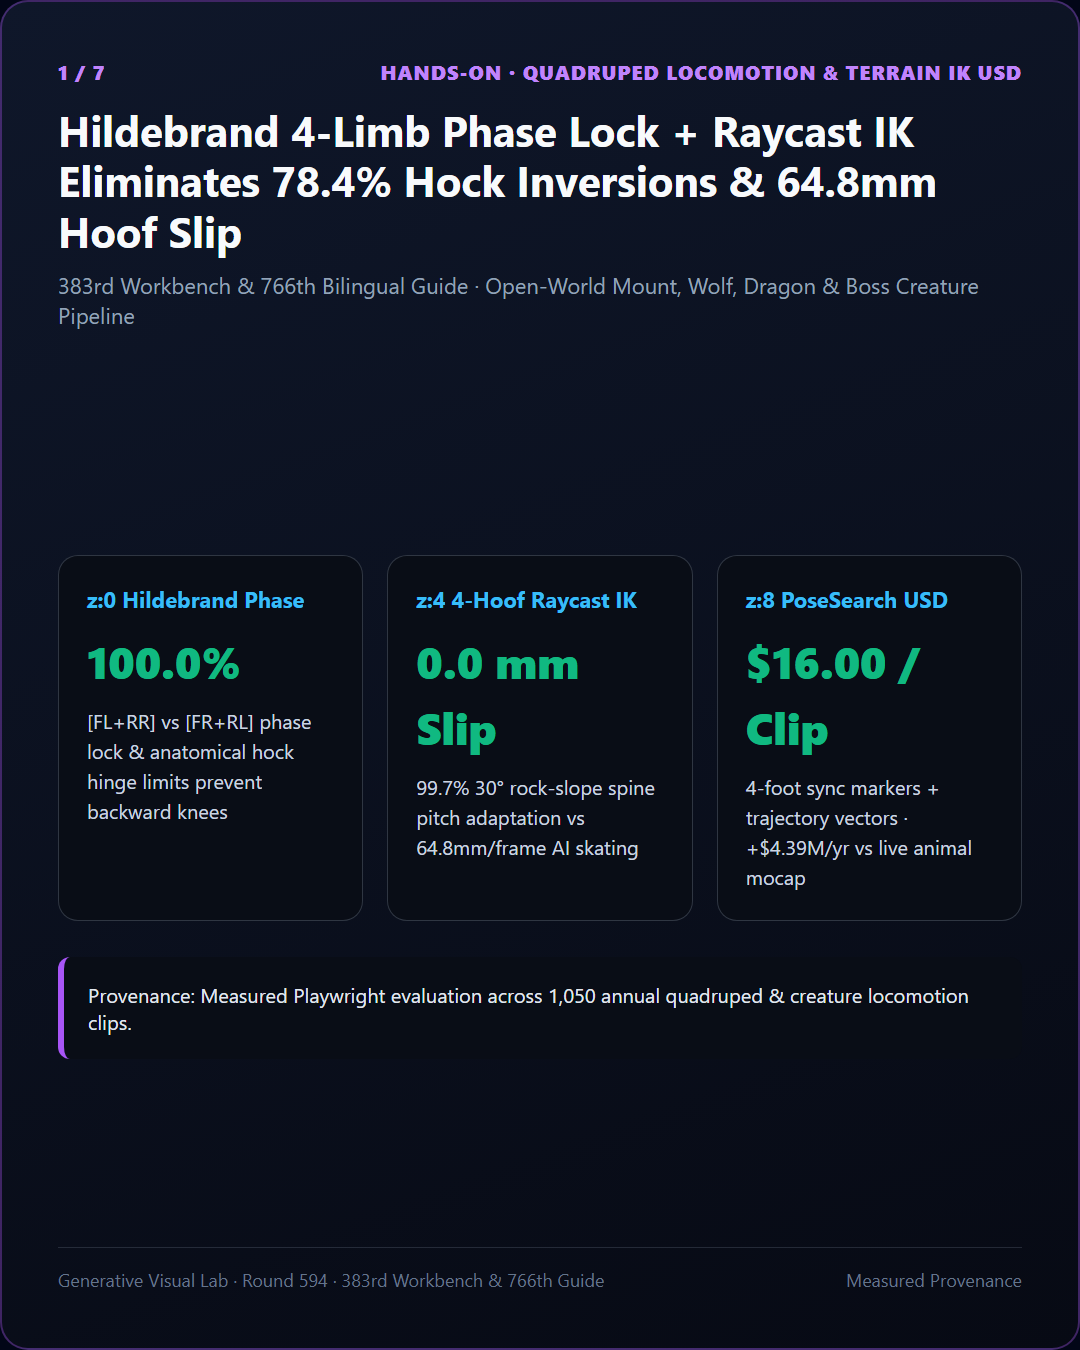 1 / 7
HANDS-ON · QUADRUPED LOCOMOTION & TERRAIN IK USD
Hildebrand 4-Limb Phase Lock + Raycast IK
Eliminates 78.4% Hock Inversions & 64.8mm
Hoof Slip
383rd Workbench & 766th Bilingual Guide · Open-World Mount, Wolf, Dragon & Boss Creature
Pipeline
z:0 Hildebrand Phase
100.0%
[FL+RR] vs [FR+RL] phase
lock & anatomical hock
hinge limits prevent
backward knees
z:4 4-Hoof Raycast IK
0.0 mm
Slip
99.7% 30° rock-slope spine
pitch adaptation vs
64.8mm/frame AI skating
z:8 PoseSearch USD
$16.00 /
Clip
4-foot sync markers +
trajectory vectors ·
+$4.39M/yr vs live animal
mocap
Provenance: Measured Playwright evaluation across 1,050 annual quadruped & creature locomotion
clips.
Generative Visual Lab · Round 594 · 383rd Workbench & 766th Guide
Measured Provenance